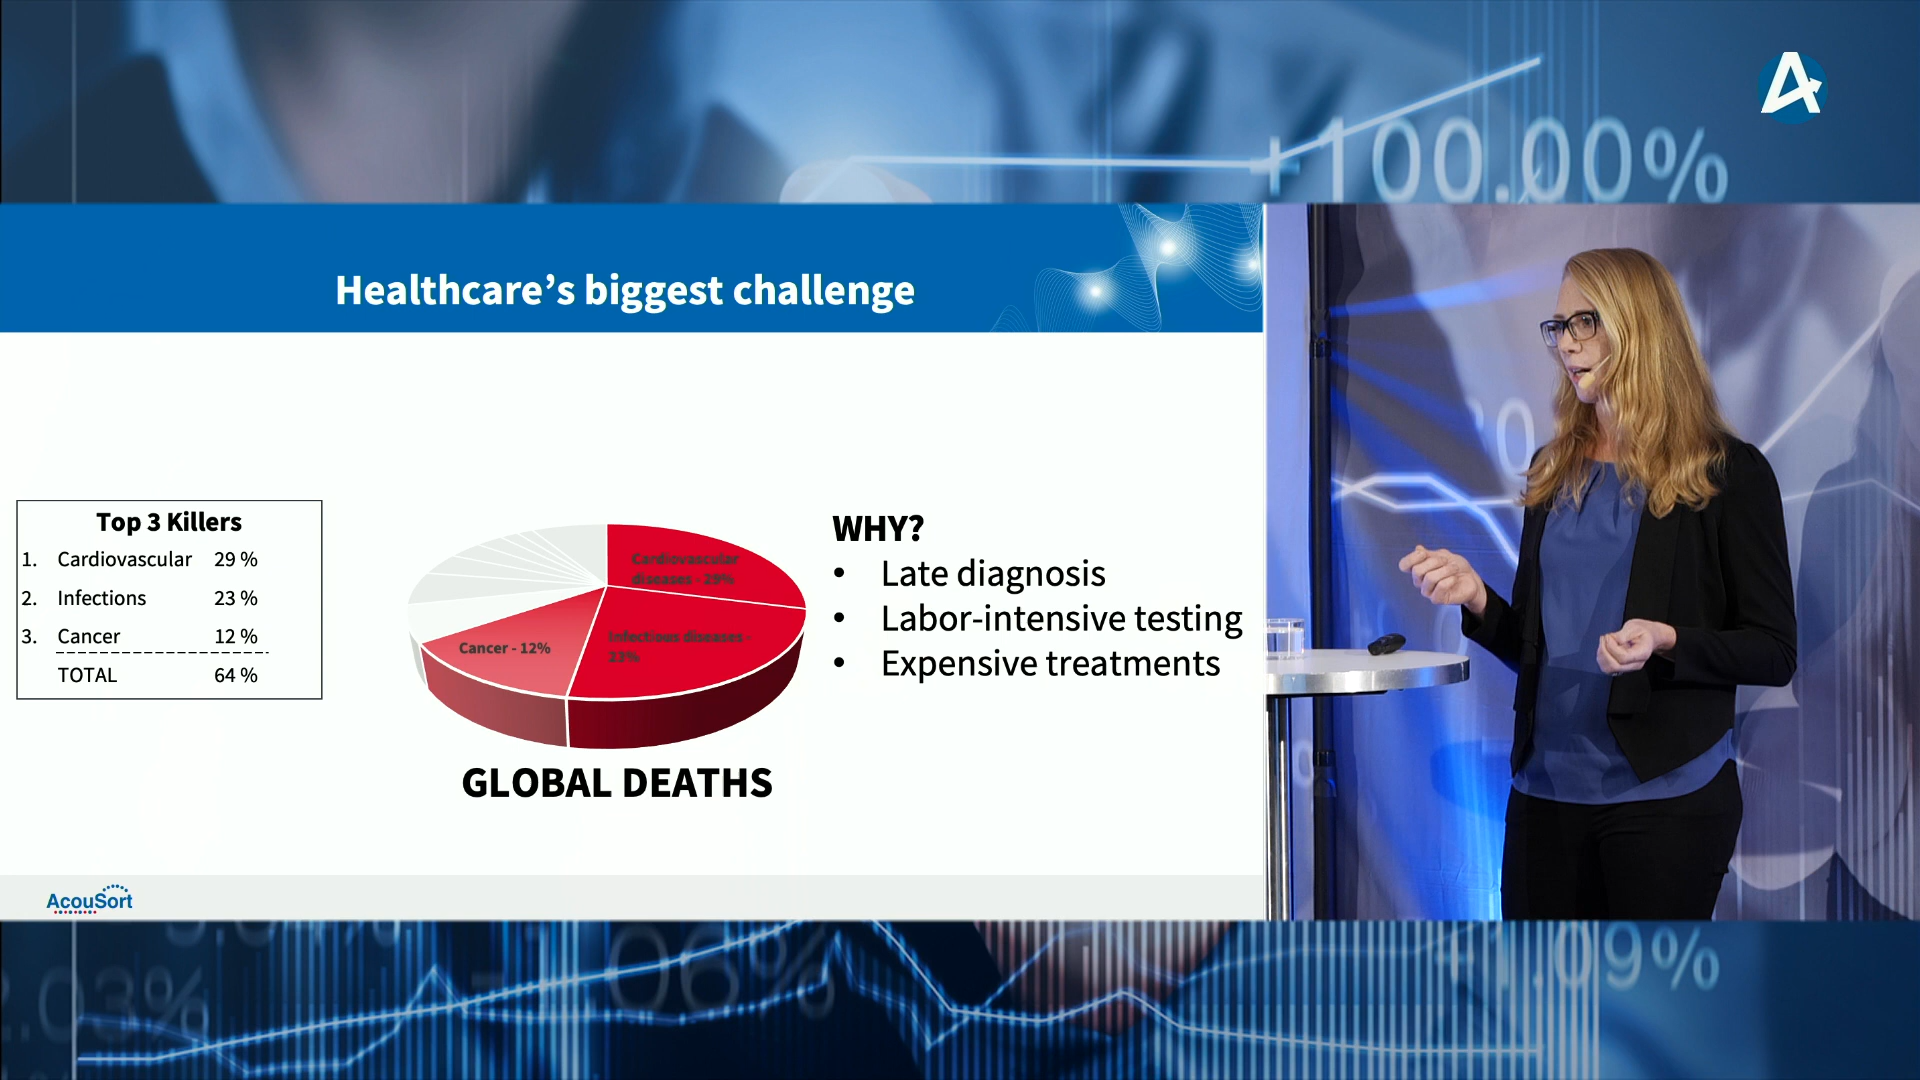 +100.00%
Healthcare's biggest challenge
Top 3 Killers
1. Cardiovascular 29 %
2. Infections 23 %
3. Cancer 12 %
TOTAL 64 %
Cardiovascular
diseases - 29%
Infectious diseases -
23%
Cancer - 12%
GLOBAL DEATHS
WHY?
• Late diagnosis
• Labor-intensive testing
• Expensive treatments
AcouSort